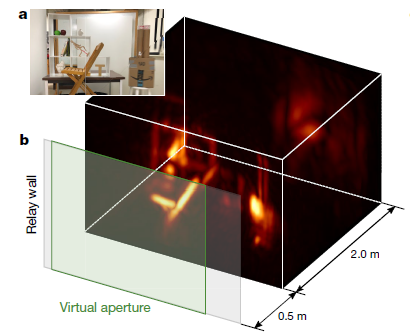 a
b
Relay wall
Virtual aperture
2.0 m
0.5 m